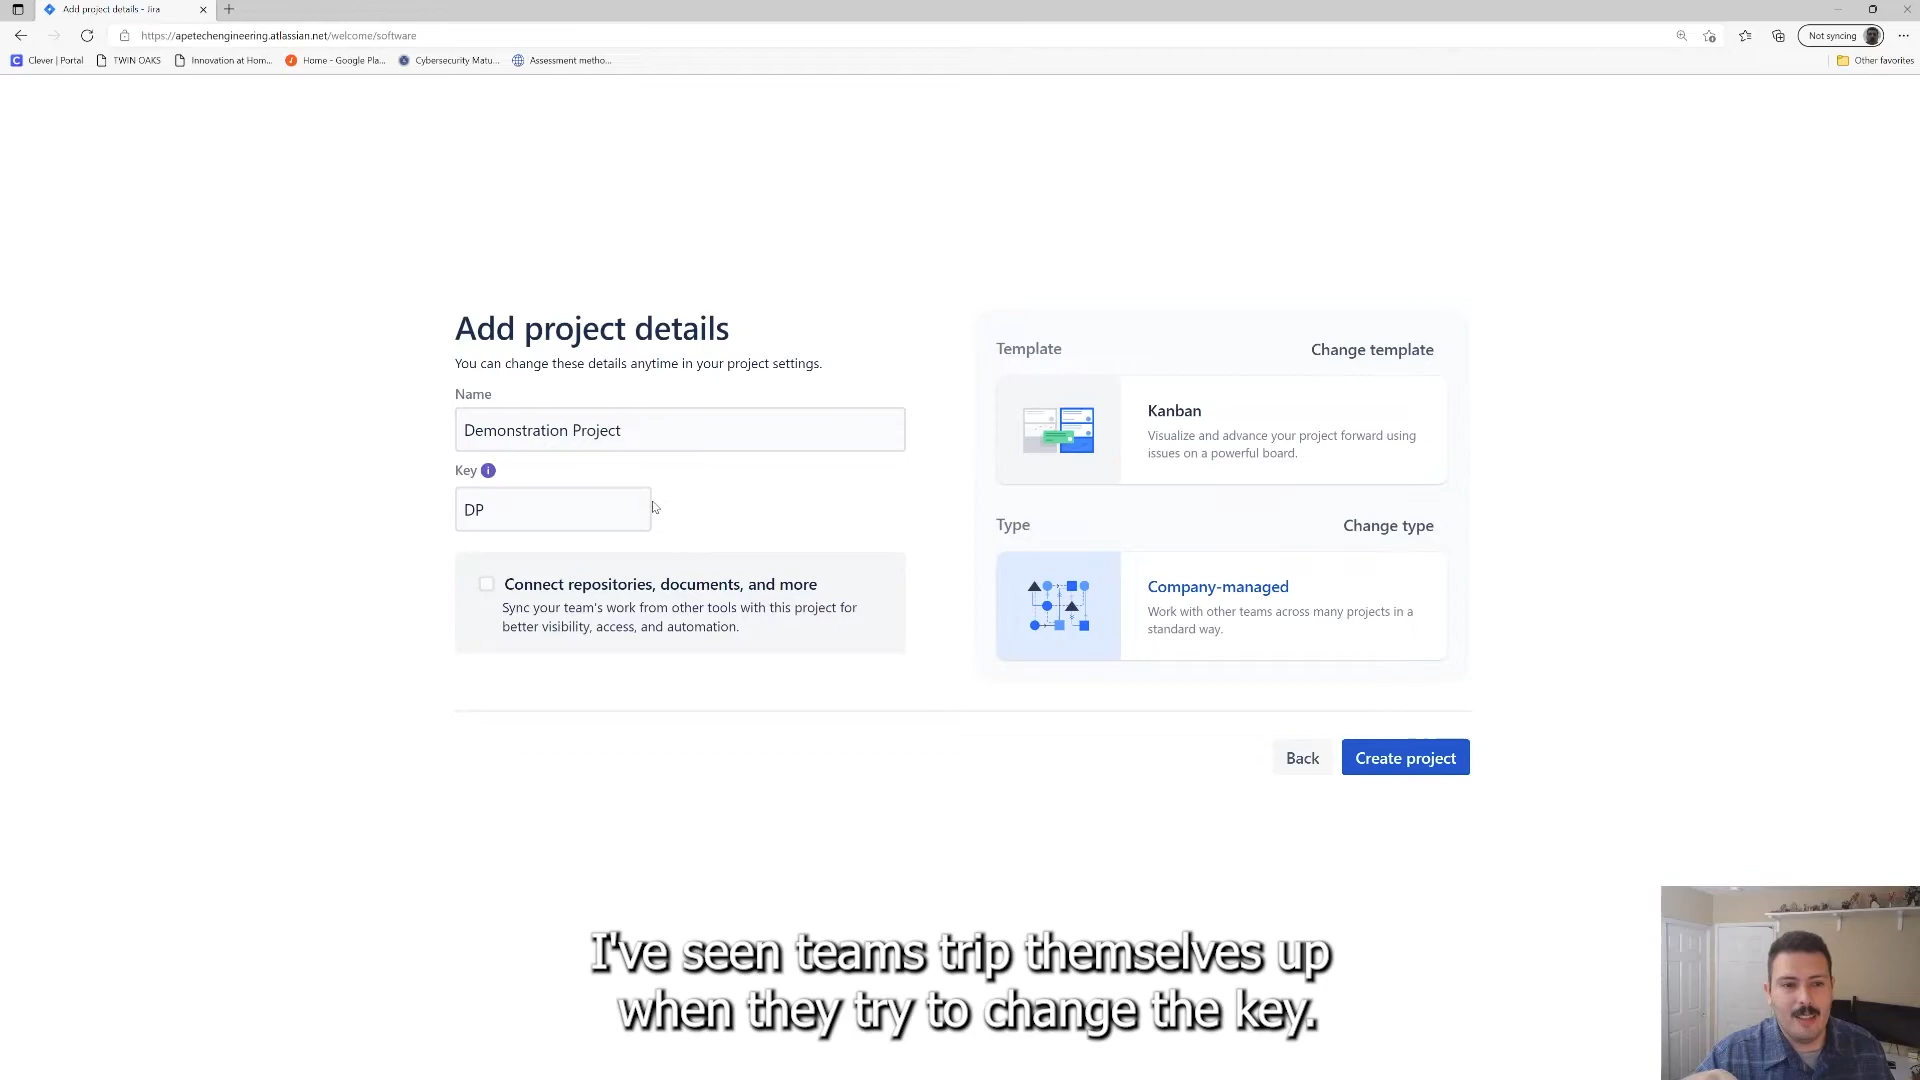 Add project details - Jira
https://apetechengineering.atlassian.net/welcome/software
Not syncing
Clever | Portal
TWIN OAKS
Innovation at Hom...
Home - Google Pla...
Cybersecurity Matu...
Assessment metho...
Other favorites
Add project details
You can change these details anytime in your project settings.
Name
Demonstration Project
Key
DP
Connect repositories, documents, and more
Sync your team's work from other tools with this project for
better visibility, access, and automation.
Template
Change template
Kanban
Visualize and advance your project forward using
issues on a powerful board.
Type
Change type
Company-managed
Work with other teams across many projects in a
standard way.
Back
Create project
I've seen teams trip themselves up
when they try to change the key.